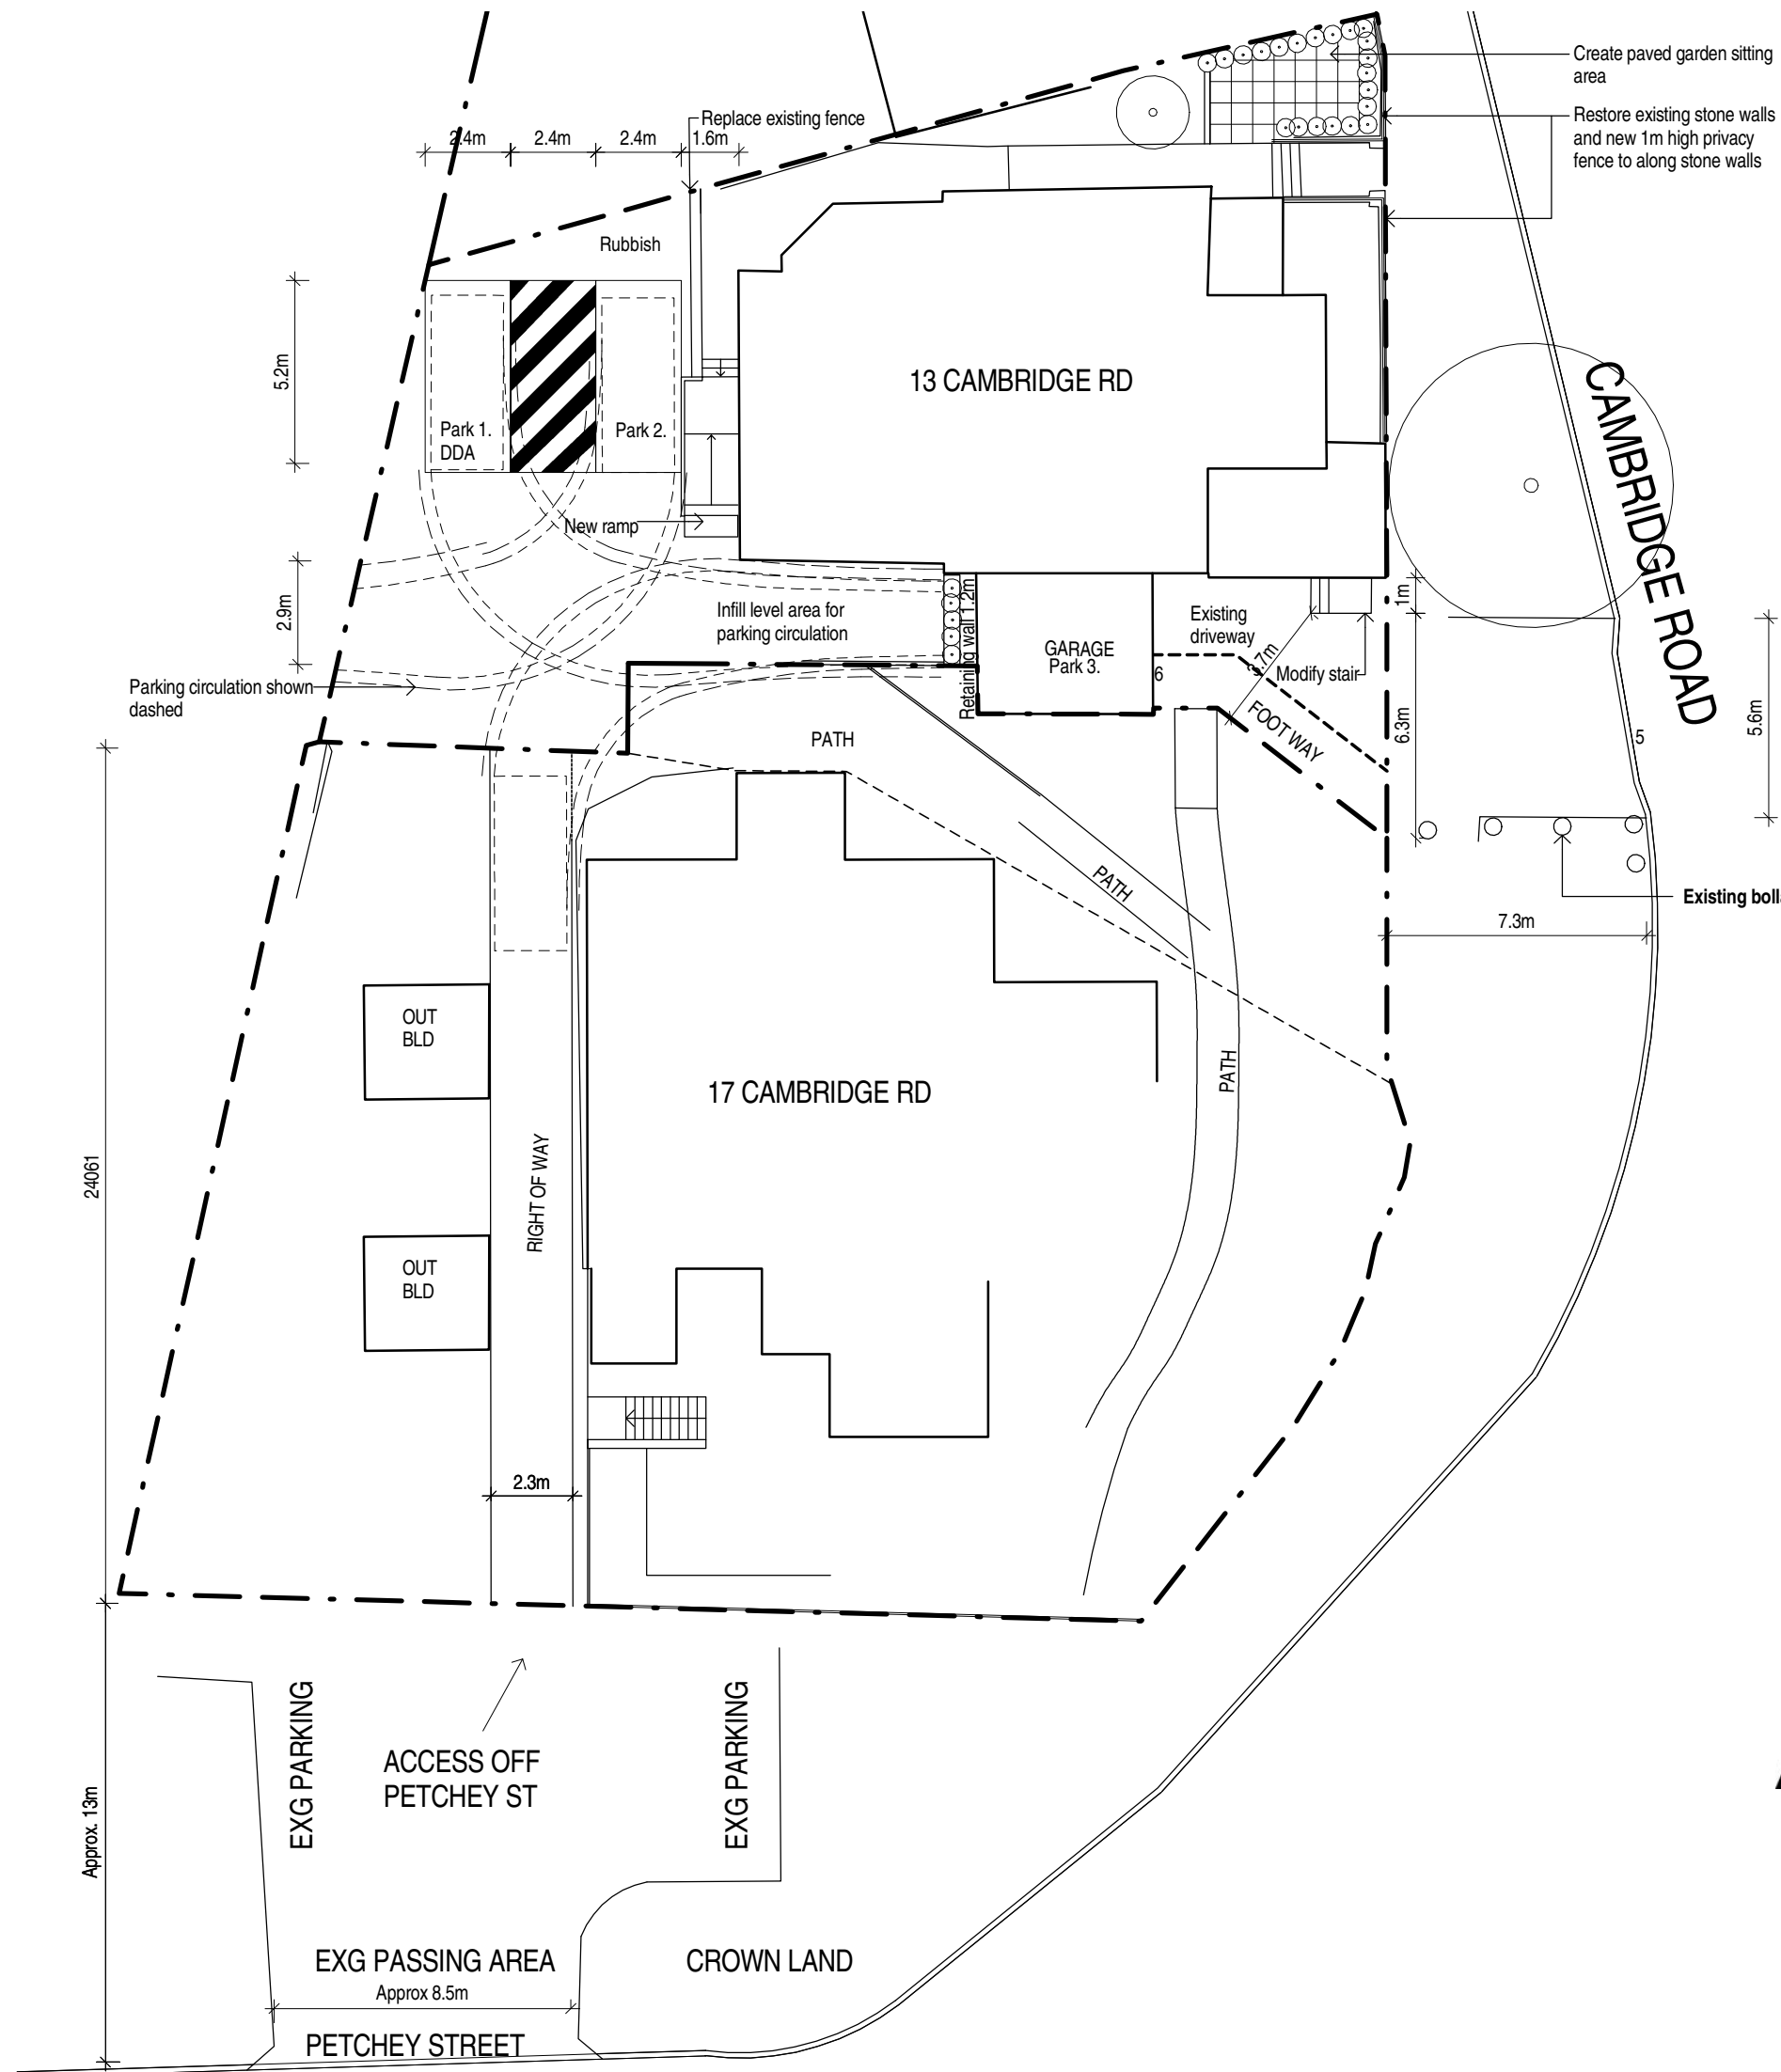 Create paved garden sitting
area
Replace existing fence
Restore existing stone walls
and new 1m high privacy
fence to along stone walls
2.4m
2.4m
2.4m
1.6m
Rubbish
5.2m
13 CAMBRIDGE RD
CAMBRIDGE ROAD
Park 1.
DDA
Park 2.
New ramp
2.9m
Infill level area for
parking circulation
Retaining wall 1.2m
GARAGE
Park 3.
6
Existing
driveway
3.7m
1m
Modify stair
FOOT WAY
6.3m
5
5.6m
Parking circulation shown
dashed
PATH
PATH
Existing
7.3m
OUT
BLD
PATH
17 CAMBRIDGE RD
24061
RIGHT OF WAY
OUT
BLD
2.3m
EXG PARKING
EXG PARKING
ACCESS OFF
PETCHEY ST
Approx. 13m
EXG PASSING AREA
CROWN LAND
Approx 8.5m
PETCHEY STREET